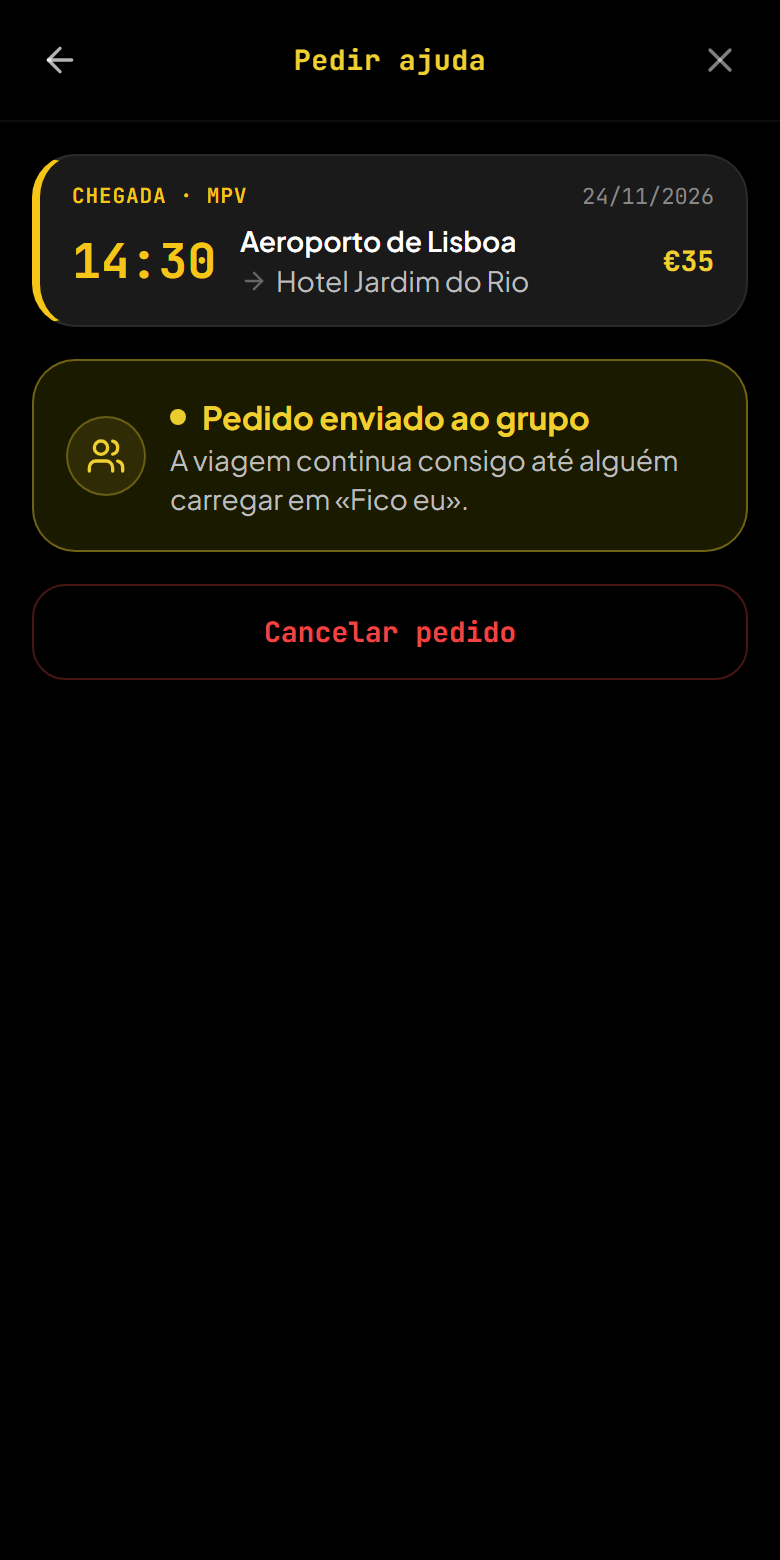 Pedir ajuda
CHEGADA · MPV
24/11/2026
14:30
Aeroporto de Lisboa
→ Hotel Jardim do Rio
€35
Pedido enviado ao grupo
A viagem continua consigo até alguém
carregar em «Fico eu».
Cancelar pedido